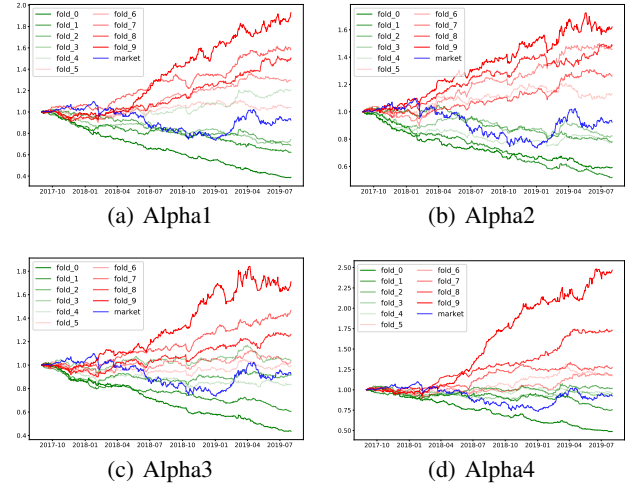 2.0
1.8
1.6
1.4
1.2
1.0
0.8
0.6
0.4
fold_0
fold_1
fold_2
fold_3
fold_4
fold_5
fold_6
fold_7
fold_8
fold_9
market
2017-10 2018-01 2018-04 2018-07 2018-10 2019-01 2019-04 2019-07
(a) Alpha1
1.6
1.4
1.2
1.0
0.8
0.6
fold_0
fold_1
fold_2
fold_3
fold_4
fold_5
fold_6
fold_7
fold_8
fold_9
market
2017-10 2018-01 2018-04 2018-07 2018-10 2019-01 2019-04 2019-07
(b) Alpha2
1.8
1.6
1.4
1.2
1.0
0.8
0.6
0.4
fold_0
fold_1
fold_2
fold_3
fold_4
fold_5
fold_6
fold_7
fold_8
fold_9
market
2017-10 2018-01 2018-04 2018-07 2018-10 2019-01 2019-04 2019-07
(c) Alpha3
2.50
2.25
2.00
1.75
1.50
1.25
1.00
0.75
0.50
fold_0
fold_1
fold_2
fold_3
fold_4
fold_5
fold_6
fold_7
fold_8
fold_9
market
2017-10 2018-01 2018-04 2018-07 2018-10 2019-01 2019-04 2019-07
(d) Alpha4